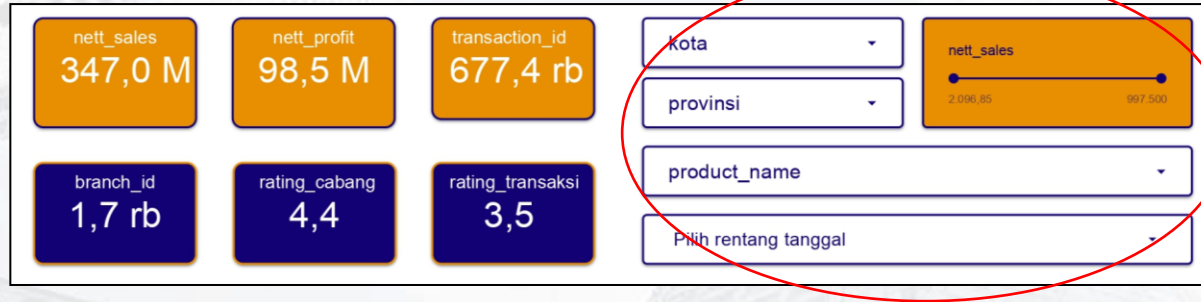 nett_sales
347,0 M
nett_profit
98,5 M
transaction_id
677,4 rb
branch_id
1,7 rb
rating_cabang
4,4
rating_transaksi
3,5
kota
provinsi
nett_sales
2.096,85
997.500
product_name
Pilih rentang tanggal